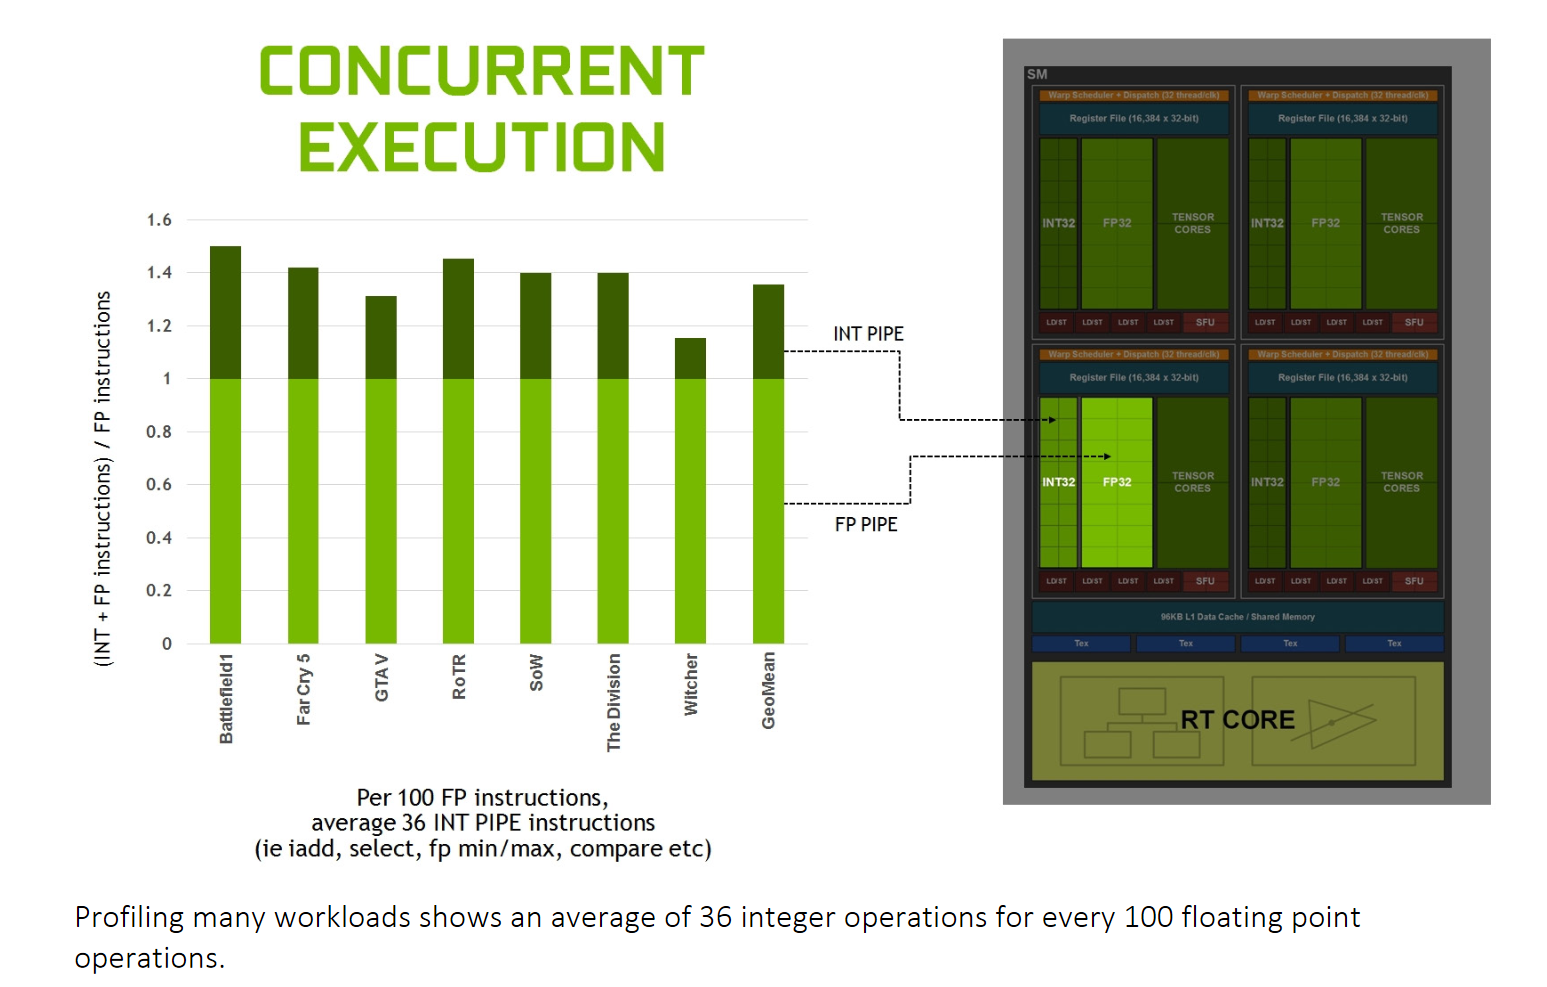 CONCURRENT
EXECUTION
(INT + FP instructions) / FP instructions
1.6
1.4
1.2
1
0.8
0.6
0.4
0.2
0
Battlefield1
Far Cry 5
GTA V
RoTR
SoW
The Division
Witcher
GeoMean
INT PIPE
FP PIPE
Per 100 FP instructions,
average 36 INT PIPE instructions
(ie iadd, select, fp min/max, compare etc)
SM
Warp Scheduler + Dispatch (32 thread/clk)
Register File (16,384 x 32-bit)
INT32
FP32
TENSOR
CORES
LD/ST LD/ST LD/ST LD/ST SFU
Warp Scheduler + Dispatch (32 thread/clk)
Register File (16,384 x 32-bit)
INT32
FP32
TENSOR
CORES
LD/ST LD/ST LD/ST LD/ST SFU
Warp Scheduler + Dispatch (32 thread/clk)
Register File (16,384 x 32-bit)
INT32
FP32
TENSOR
CORES
LD/ST LD/ST LD/ST LD/ST SFU
Warp Scheduler + Dispatch (32 thread/clk)
Register File (16,384 x 32-bit)
INT32
FP32
TENSOR
CORES
LD/ST LD/ST LD/ST LD/ST SFU
96KB L1 Data Cache / Shared Memory
Tex Tex Tex Tex
RT CORE
Profiling many workloads shows an average of 36 integer operations for every 100 floating point
operations.